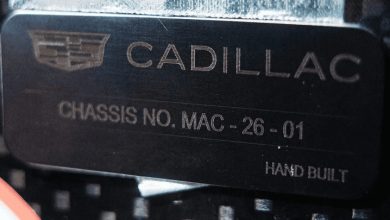 CADILLAC
CHASSIS NO. MAC - 26 - 01
HAND BUILT